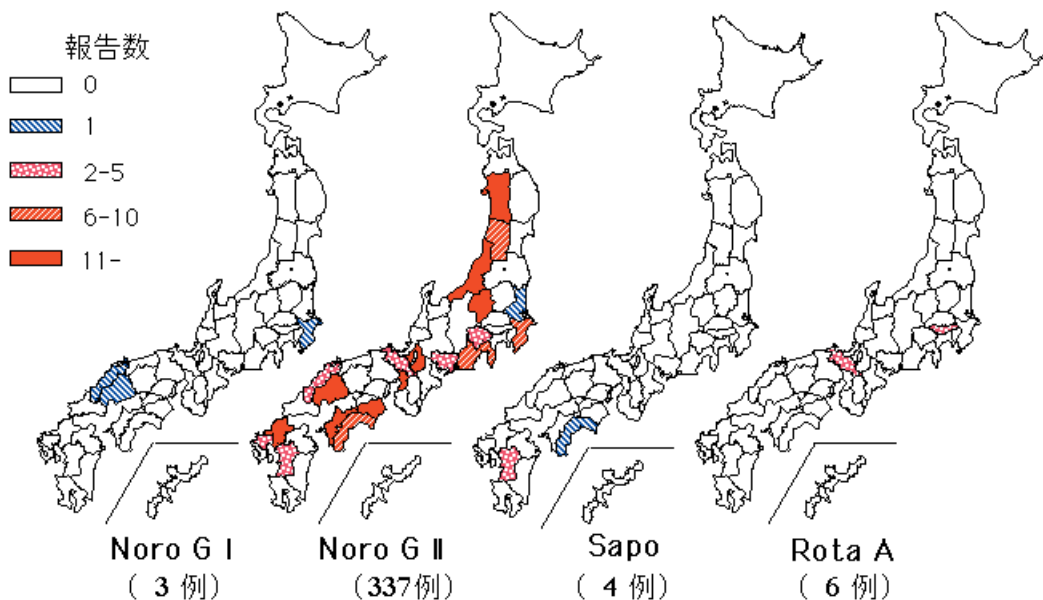 報告数
0
1
2-5
6-10
11-
Noro G Ⅰ
( 3 例)
Noro G Ⅱ
(337例)
Sapo
( 4 例)
Rota A
( 6 例)